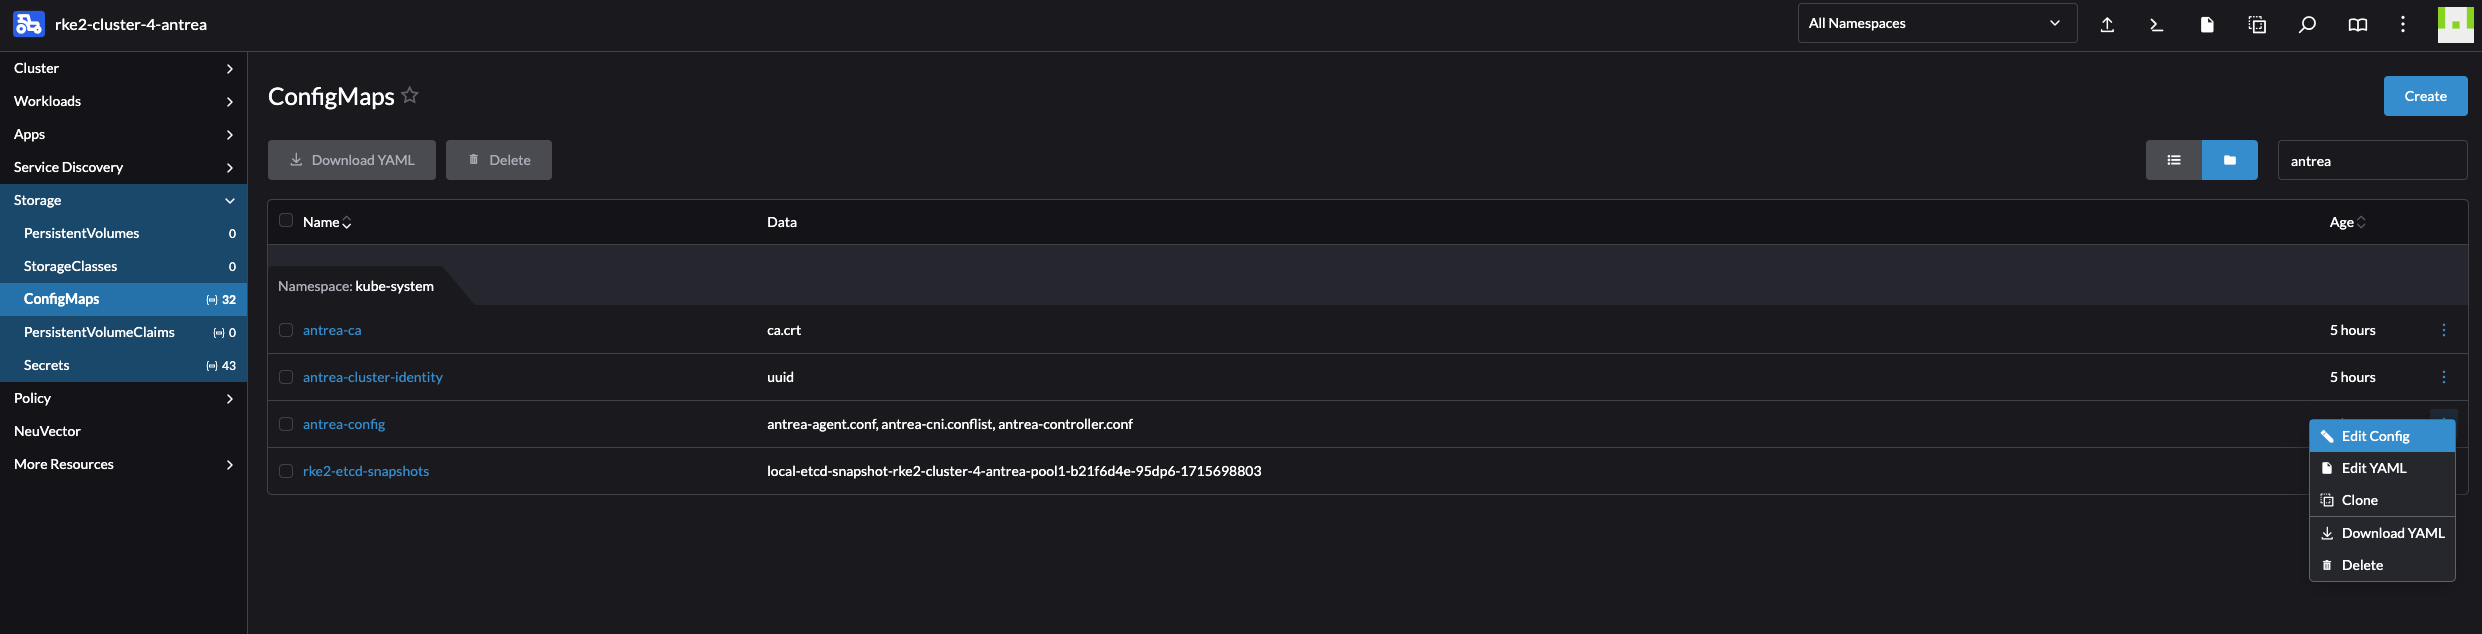 rke2-cluster-4-antrea
All Namespaces
Cluster
Workloads
Apps
Service Discovery
Storage
PersistentVolumes 0
StorageClasses 0
ConfigMaps 32
PersistentVolumeClaims 0
Secrets 43
Policy
NeuVector
More Resources
ConfigMaps
Create
Download YAML Delete
antrea
Name Data Age
Namespace: kube-system
antrea-ca ca.crt 5 hours
antrea-cluster-identity uuid 5 hours
antrea-config antrea-agent.conf, antrea-cni.conflist, antrea-controller.conf
rke2-etcd-snapshots local-etcd-snapshot-rke2-cluster-4-antrea-pool1-b21f6d4e-95dp6-1715698803
Edit Config
Edit YAML
Clone
Download YAML
Delete